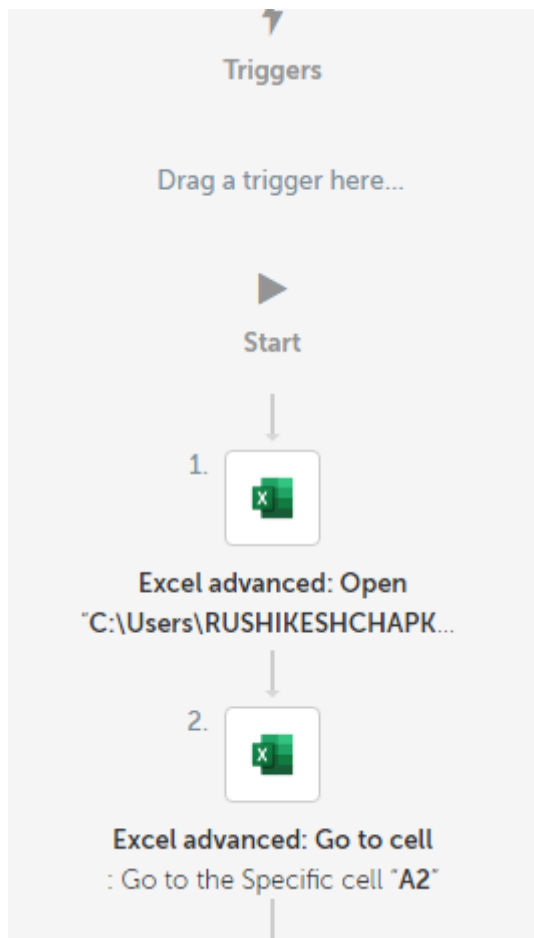 Triggers
Drag a trigger here...
Start
1.
Excel advanced: Open
"C:\Users\RUSHIKESHCHAPK...
2.
Excel advanced: Go to cell
: Go to the Specific cell "A2"